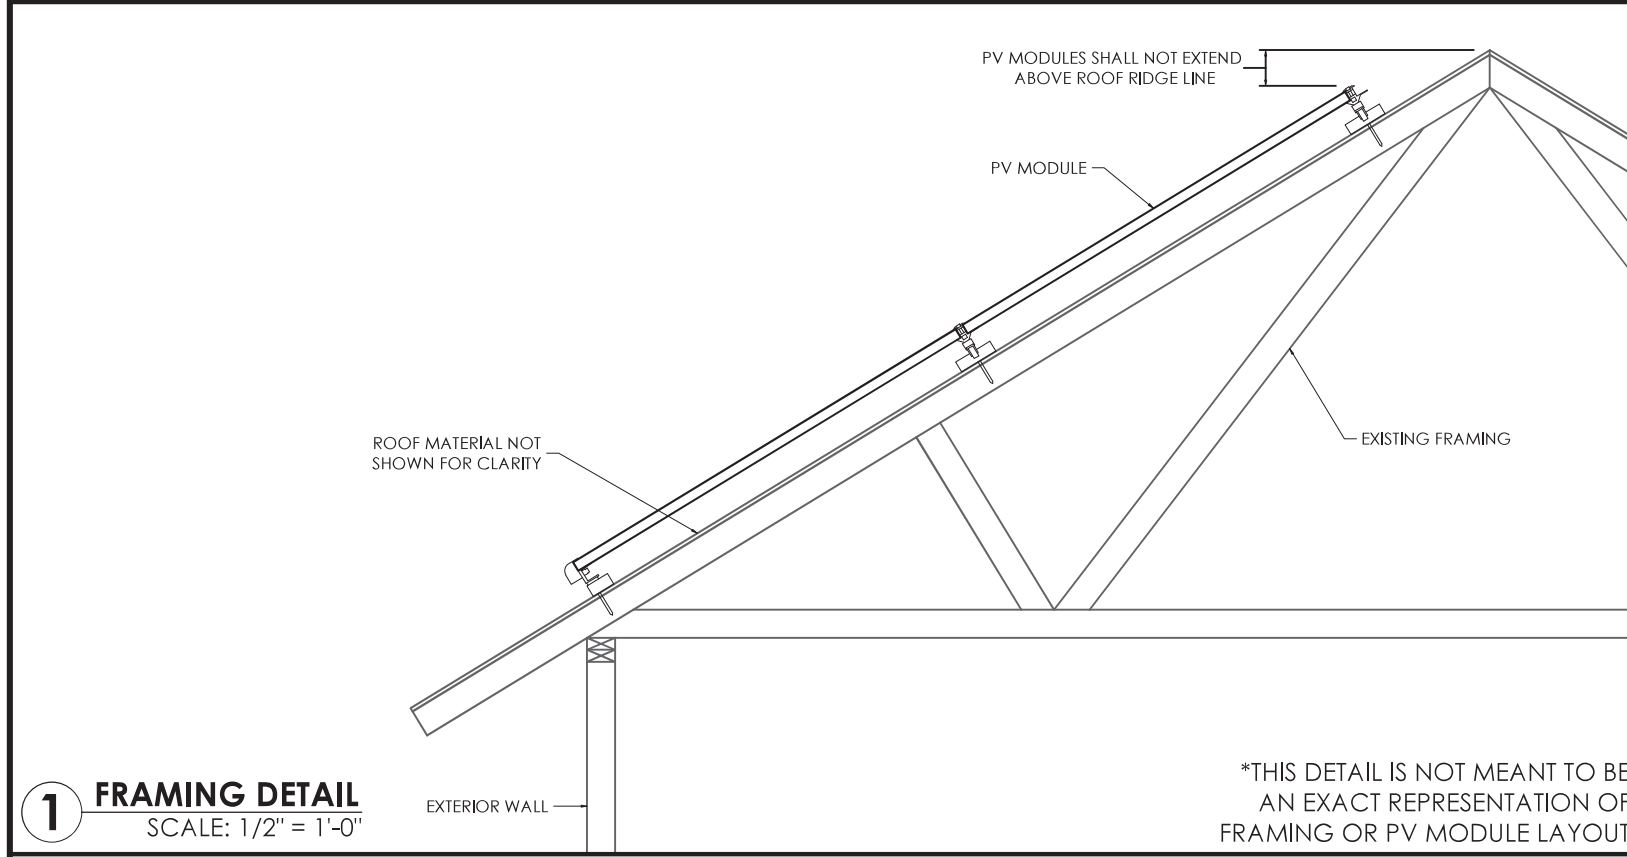 PV MODULES SHALL NOT EXTEND
ABOVE ROOF RIDGE LINE
PV MODULE
ROOF MATERIAL NOT
SHOWN FOR CLARITY
EXISTING FRAMING
1
FRAMING DETAIL
SCALE: 1/2" = 1'-0"
EXTERIOR WALL
*THIS DETAIL IS NOT MEANT TO BE
AN EXACT REPRESENTATION OF
FRAMING OR PV MODULE LAYOUT